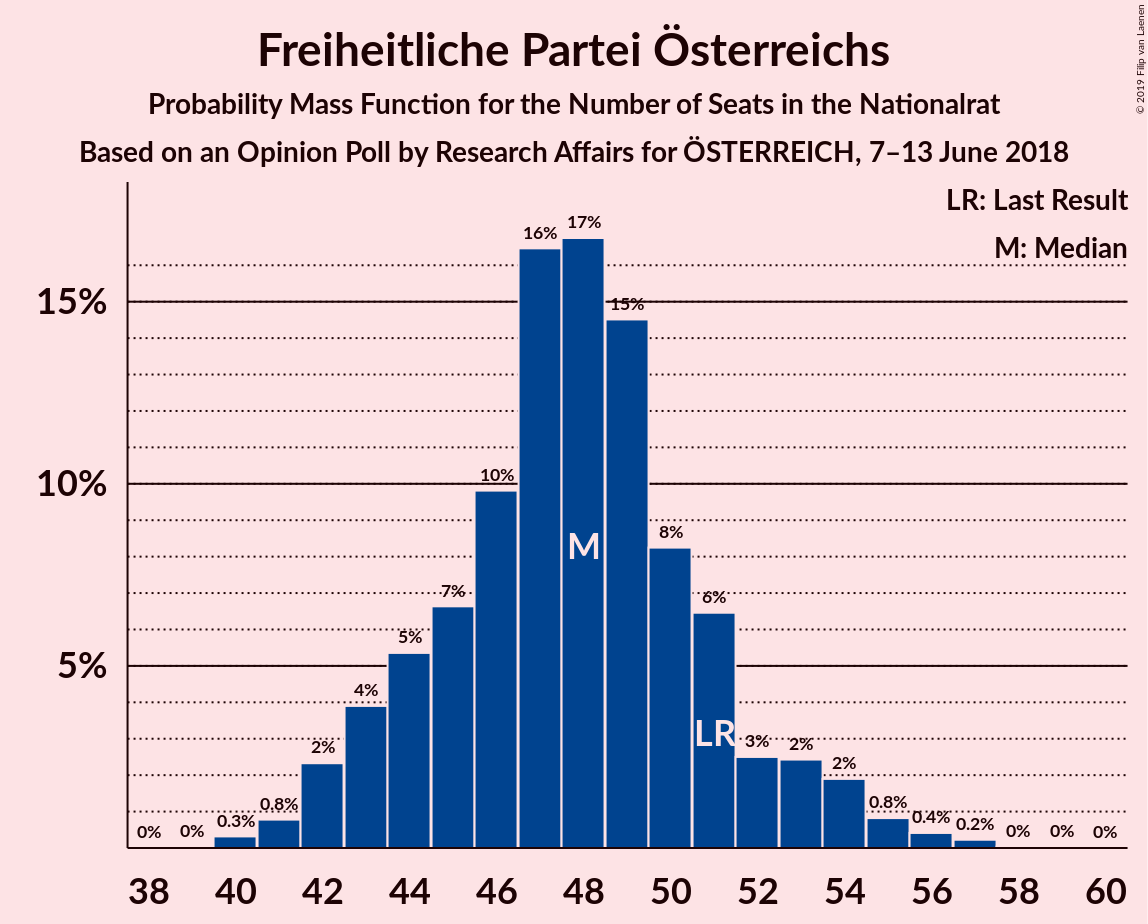 Freiheitliche Partei Österreichs
Probability Mass Function for the Number of Seats in the Nationalrat
Based on an Opinion Poll by Research Affairs for ÖSTERREICH, 7–13 June 2018
© 2019 Filip van Laenen
LR: Last Result
M: Median
15%
10%
5%
0%
0%
0.3%
0.8%
2%
4%
5%
7%
10%
16%
17%
15%
8%
6%
3%
2%
2%
0.8%
0.4%
0.2%
0%
0%
0%
M
LR
38 40 42 44 46 48 50 52 54 56 58 60